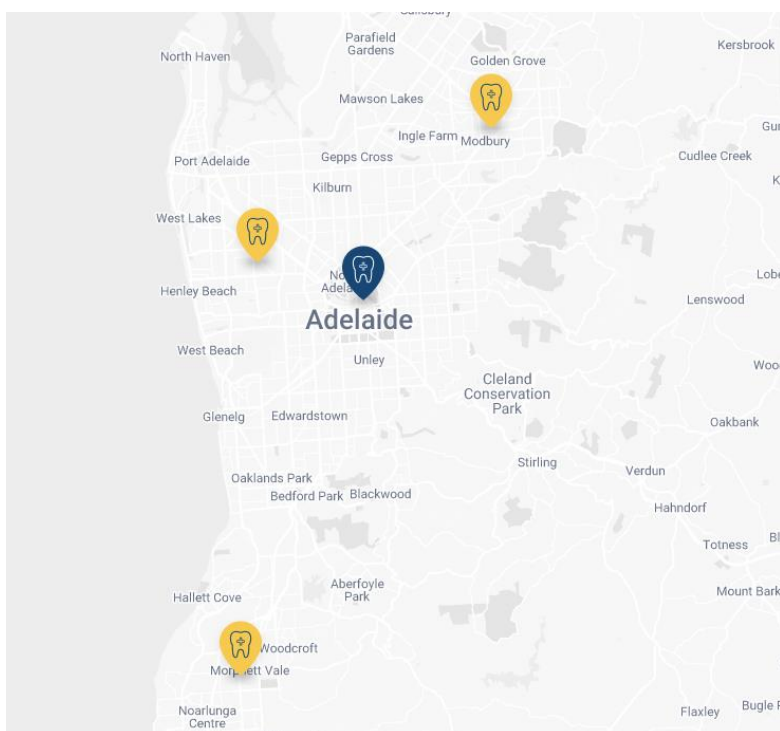 North Haven
Parafield
Gardens
Kersbrook
Golden Grove
Mawson Lakes
Ingle Farm
Modbury
Port Adelaide
Gepps Cross
Cudlee Creek
Kilburn
West Lakes
Henley Beach
Lenswood
Adelaide
West Beach
Unley
Cleland
Conservation
Park
Glenelg
Edwardstown
Oakbank
Stirling
Verdun
Oaklands Park
Bedford Park
Blackwood
Hahndorf
Totness
Aberfoyle
Park
Hallett Cove
Mount Bark
Woodcroft
Vale
Noarlunga
Centre
Flaxley
Bugle